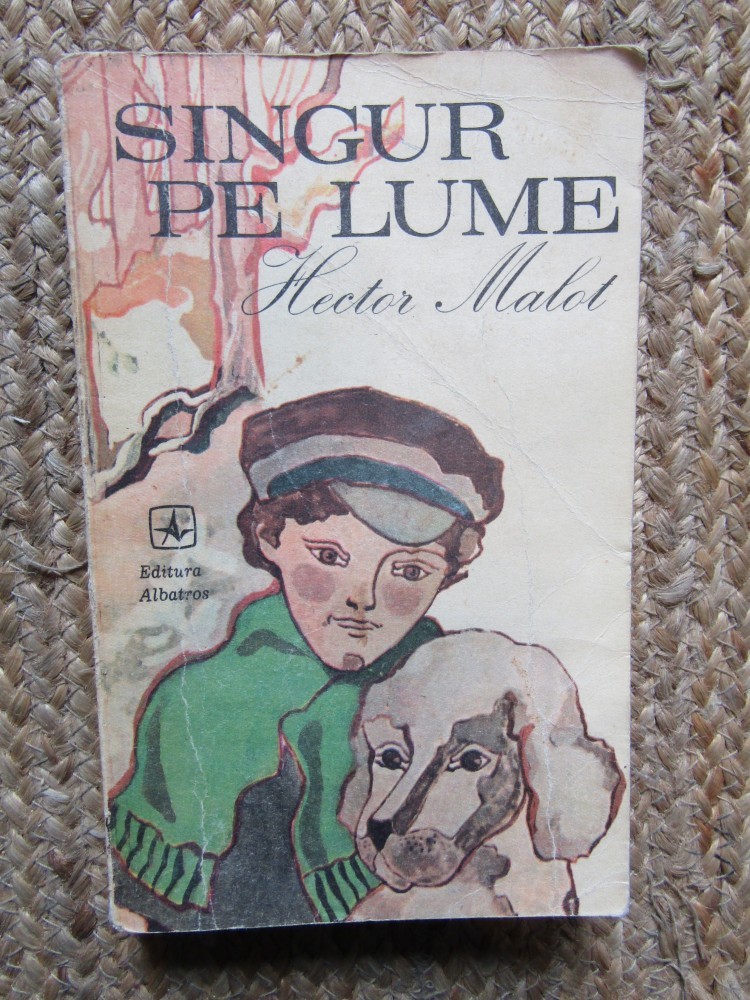 SINGUR
PE LUME
Hector Malot
Editura
Albatros